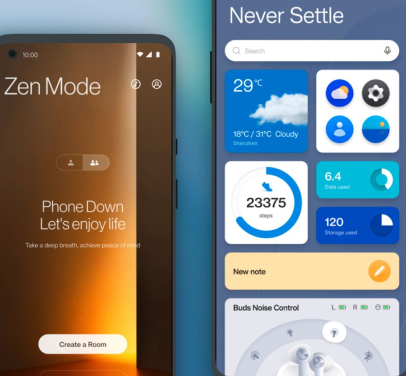 10:00
Zen Mode
Phone Down
Let's enjoy life
Take a deep breath, achieve peace of mind
Create a Room
Never Settle
Search
29°C
18°C / 31°C Cloudy
Shenzhen
23375
steps
6.4
Data used
120
Storage used
New note
Buds Noise Control
L
R